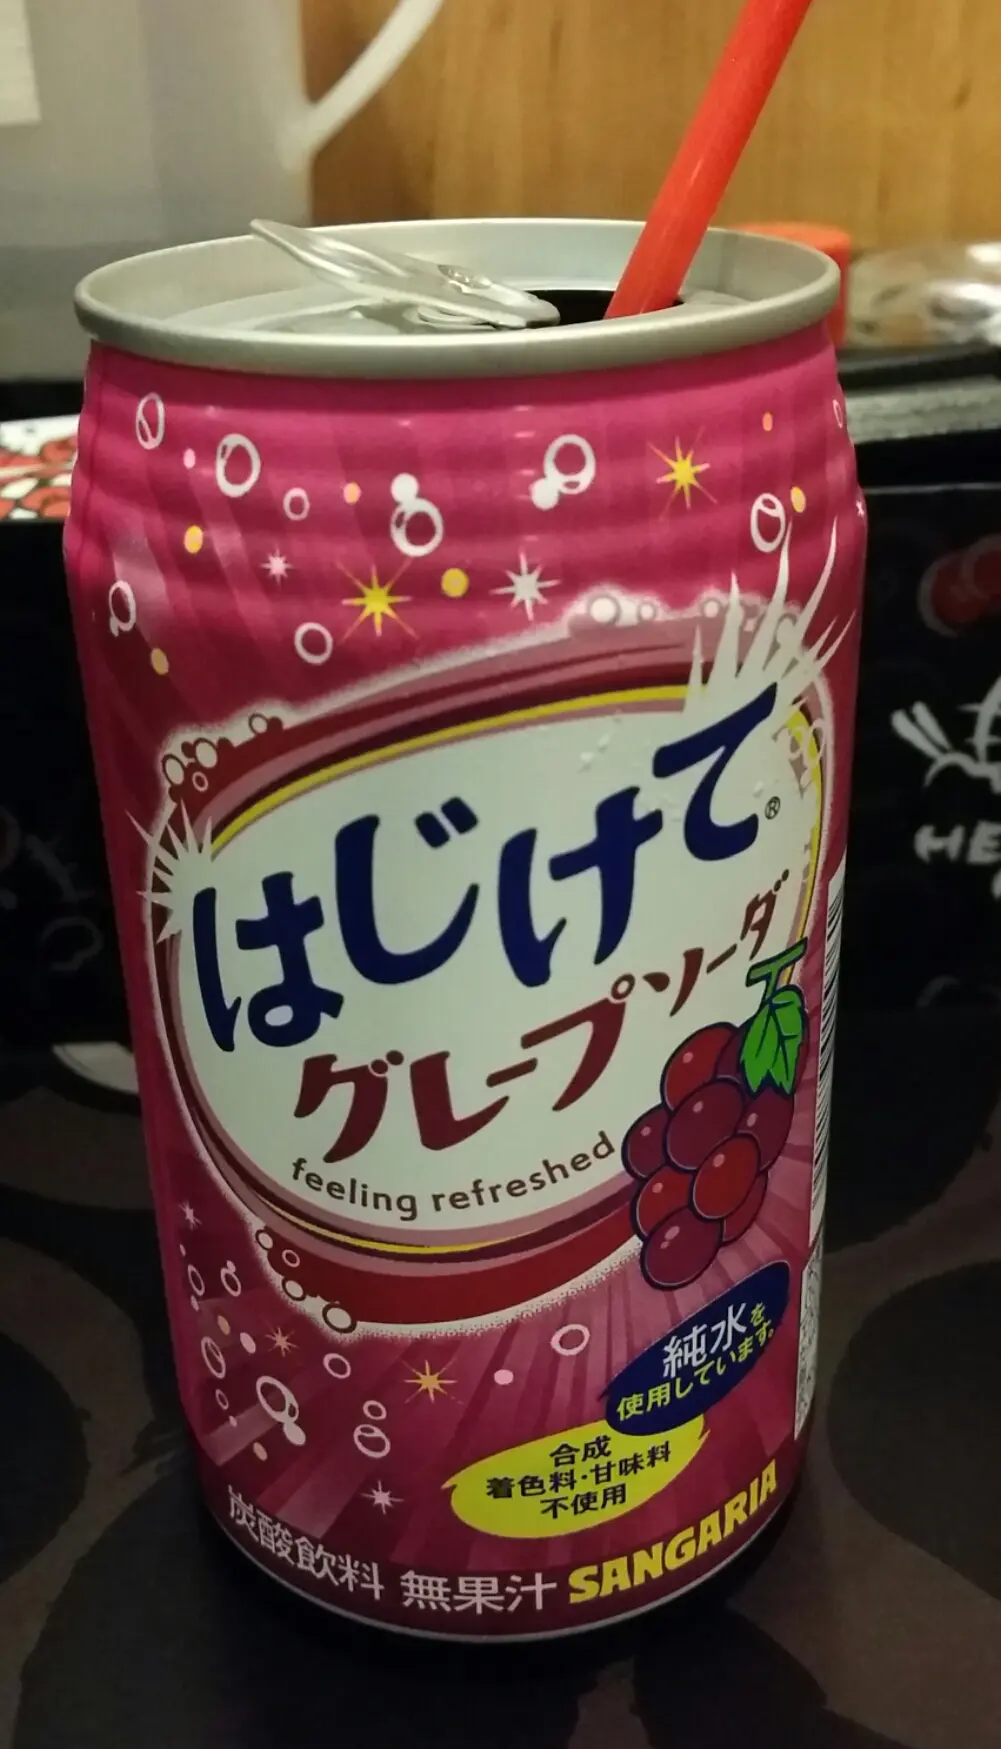 はじけて®
グレープソーダ
feeling refreshed
純水を
使用しています。
合成
着色料・甘味料
不使用
炭酸飲料 無果汁 SANGARIA
HE